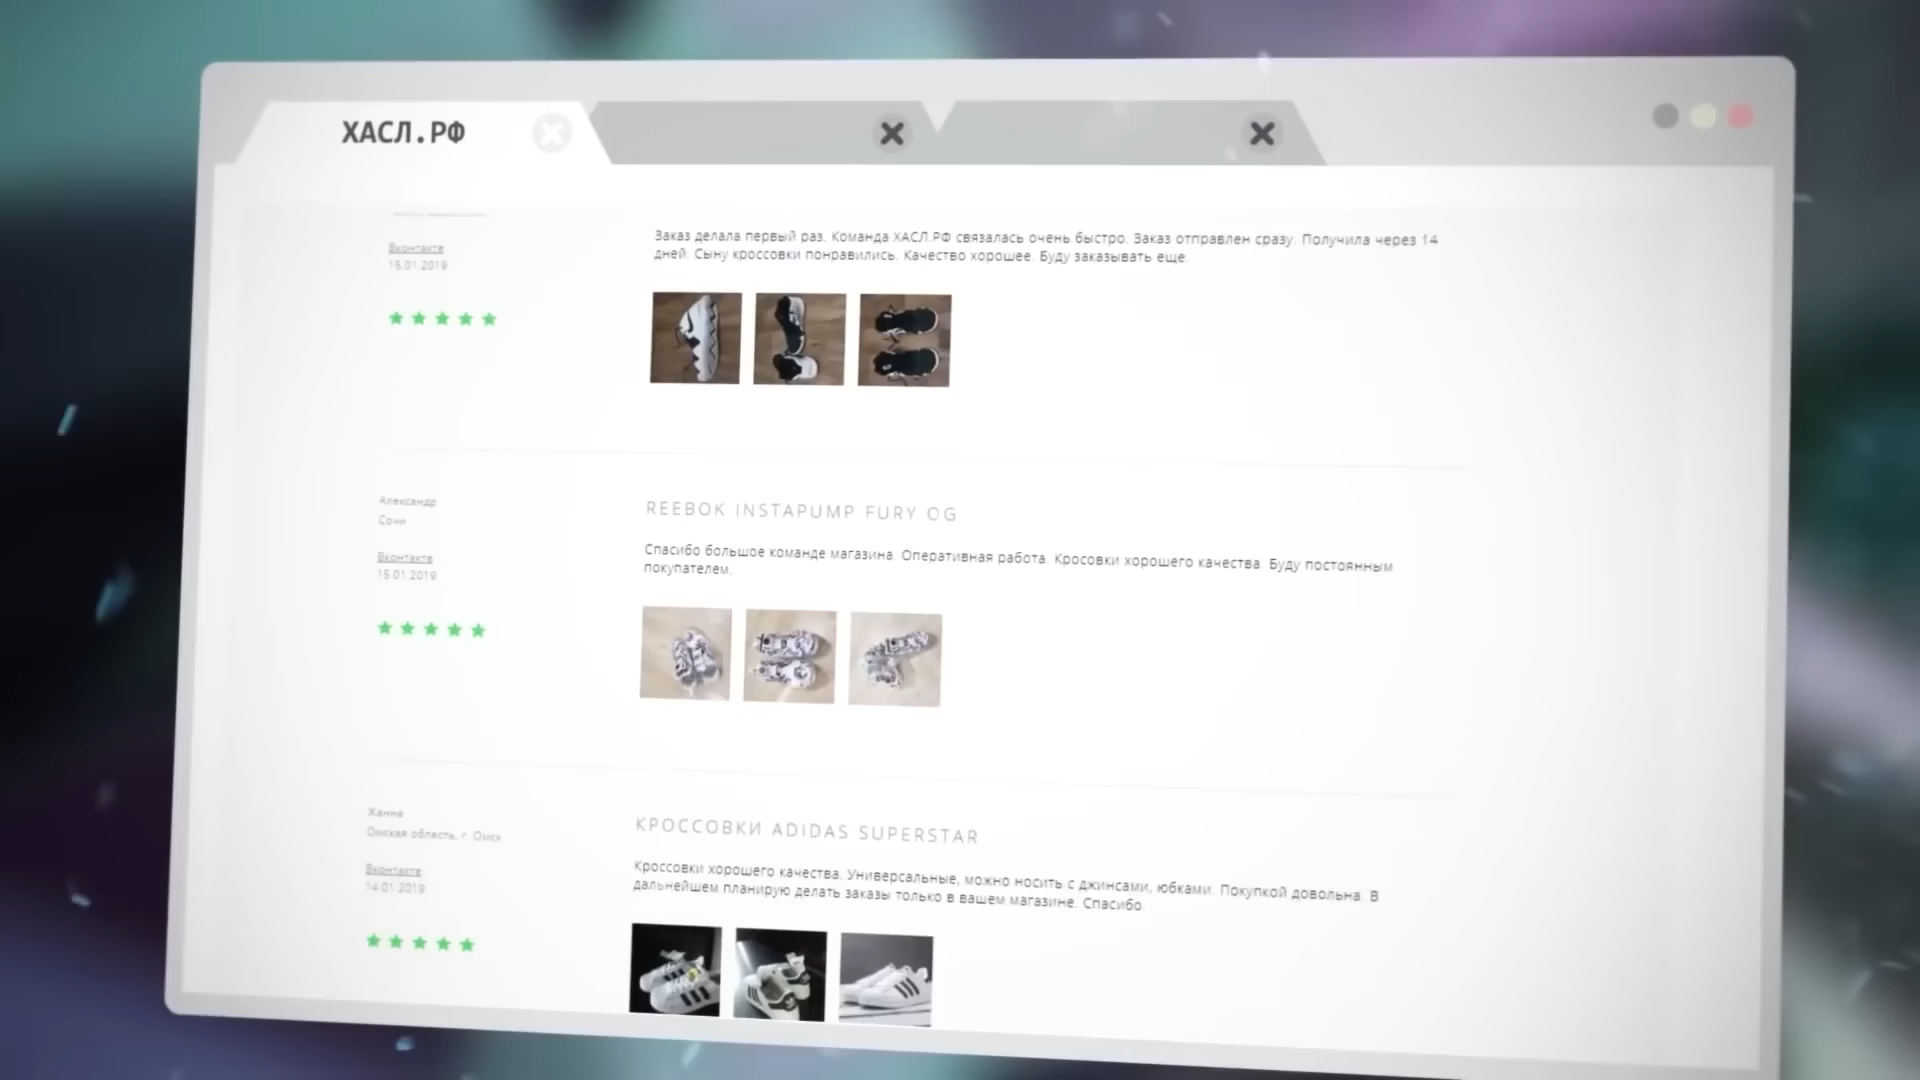 ХАСЛ.РФ
Вконтакте
15.01.2019
Заказ делала первый раз. Команда ХАСЛ.РФ связалась очень быстро. Заказ отправлен сразу. Получила через 14
дней. Сыну кроссовки понравились. Качество хорошее. Буду заказывать еще.
Александр
Сочи
Вконтакте
15.01.2019
REEBOK INSTAPUMP FURY OG
Спасибо большое команде магазина. Оперативная работа. Кросовки хорошего качества. Буду постоянным
покупателем.
Жанна
Омская область, г. Омск
Вконтакте
14.01.2019
КРОССОВКИ ADIDAS SUPERSTAR
Кроссовки хорошего качества. Универсальные, можно носить с джинсами, юбками. Покупкой довольна. В
дальнейшем планирую делать заказы только в вашем магазине. Спасибо.